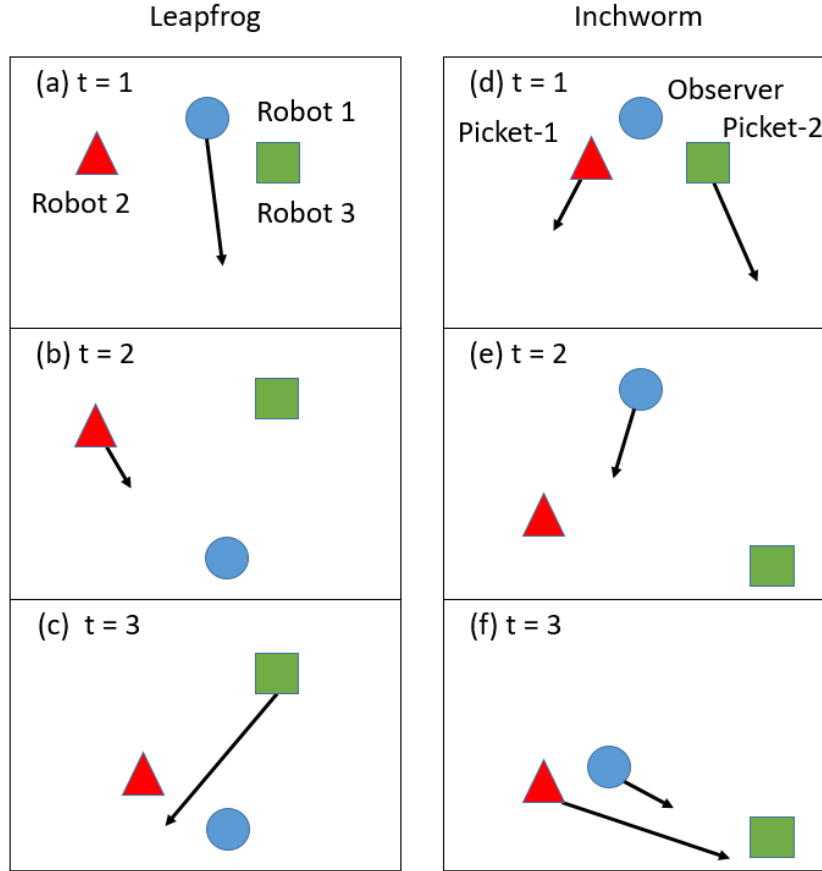 Leapfrog
Inchworm
(a) t = 1
Robot 1
Robot 2
Robot 3
(d) t = 1
Observer
Picket-1
Picket-2
(b) t = 2
(e) t = 2
(c) t = 3
(f) t = 3